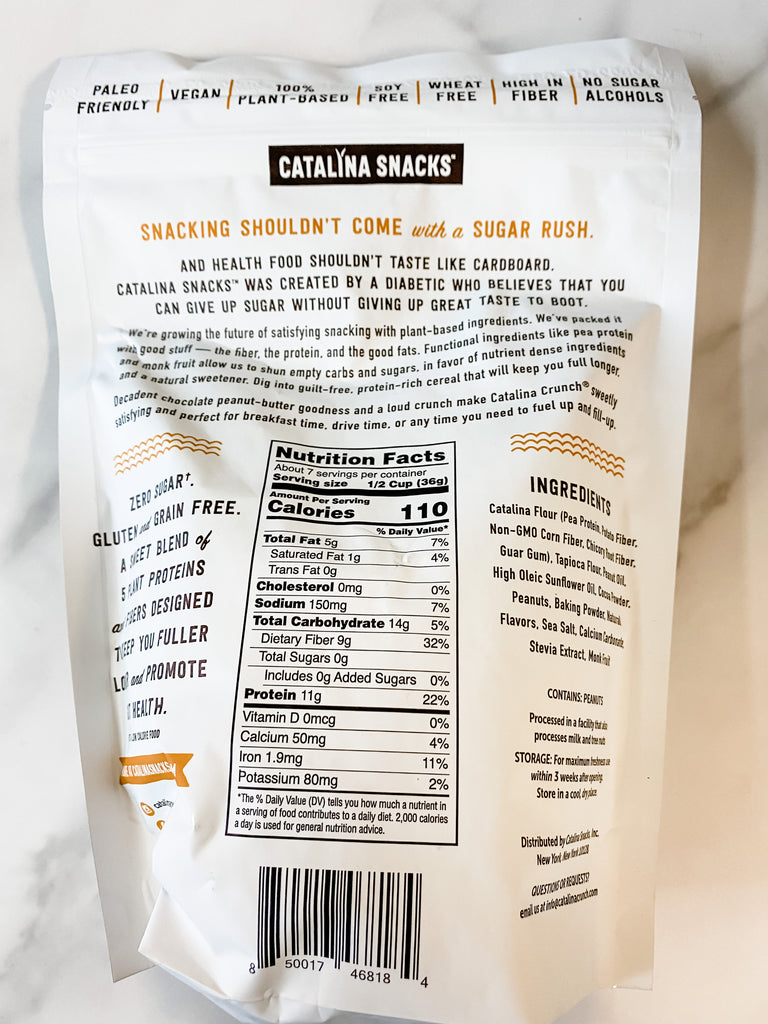 PALEO FRIENDLY | VEGAN | 100% PLANT-BASED | SOY FREE | WHEAT FREE | HIGH IN FIBER | NO SUGAR ALCOHOLS
CATALINA SNACKS™
SNACKING SHOULDN'T COME with a SUGAR RUSH.
AND HEALTH FOOD SHOULDN'T TASTE LIKE CARDBOARD.
CATALINA SNACKS™ WAS CREATED BY A DIABETIC WHO BELIEVES THAT YOU
CAN GIVE UP SUGAR WITHOUT GIVING UP GREAT TASTE TO BOOT.
We're growing the future of satisfying snacking with plant-based ingredients. We've packed it
with good stuff — the fiber, the protein, and the good fats. Functional ingredients like pea protein
and monk fruit allow us to shun empty carbs and sugars, in favor of nutrient dense ingredients
and a natural sweetener. Dig into guilt-free, protein-rich cereal that will keep you full longer.
Decadent chocolate peanut-butter goodness and a loud crunch make Catalina Crunch® sweetly
satisfying and perfect for breakfast time, drive time, or any time you need to fuel up and fill-up.
ZERO SUGAR†.
GLUTEN and GRAIN FREE.
A SWEET BLEND of
5 PLANT PROTEINS
FIBERS DESIGNED
KEEP YOU FULLER
and PROMOTE
HEALTH.
LOW CALORIE FOOD
Nutrition Facts
About 7 servings per container
Serving size 1/2 Cup (36g)
Amount Per Serving
Calories 110
% Daily Value*
Total Fat 5g 7%
Saturated Fat 1g 4%
Trans Fat 0g
Cholesterol 0mg 0%
Sodium 150mg 7%
Total Carbohydrate 14g 5%
Dietary Fiber 9g 32%
Total Sugars 0g
Includes 0g Added Sugars 0%
Protein 11g 22%
Vitamin D 0mcg 0%
Calcium 50mg 4%
Iron 1.9mg 11%
Potassium 80mg 2%
*The % Daily Value (DV) tells you how much a nutrient in
a serving of food contributes to a daily diet. 2,000 calories
a day is used for general nutrition advice.
INGREDIENTS
Catalina Flour (Pea Protein, Potato Fiber,
Non-GMO Corn Fiber, Chicory Root Fiber,
Guar Gum), Tapioca Flour, Peanut Oil,
High Oleic Sunflower Oil, Cocoa Powder,
Peanuts, Baking Powder, Natural
Flavors, Sea Salt, Calcium Carbonate,
Stevia Extract, Monk Fruit
CONTAINS: PEANUTS
Processed in a facility that also
processes milk and tree nuts
STORAGE: For maximum freshness use
within 3 weeks after opening.
Store in a cool, dry place
Distributed by Catalina Snacks, Inc.
New York, New York 10128
QUESTIONS OR REQUESTS?
email us at info@catalinacrunch.com
8 50017 46818 4